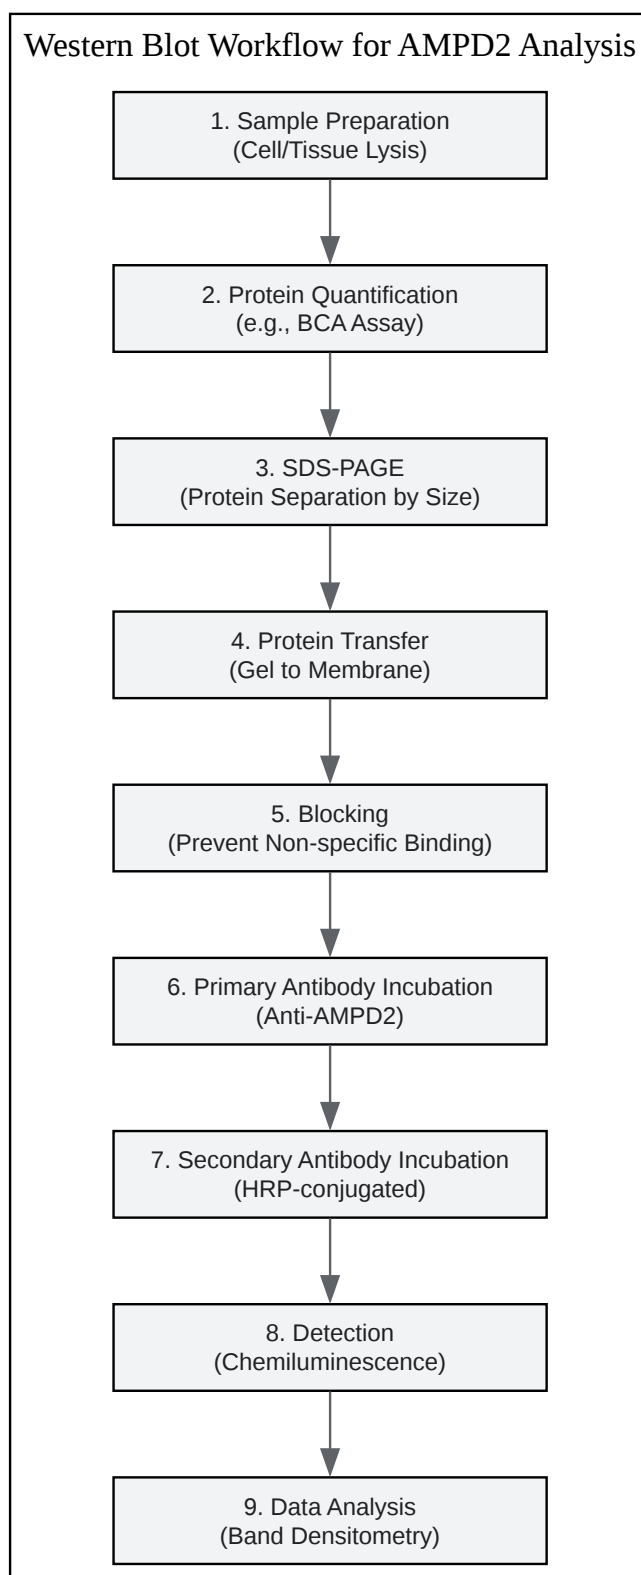 Western Blot Workflow for AMPD2 Analysis
1. Sample Preparation
(Cell/Tissue Lysis)
2. Protein Quantification
(e.g., BCA Assay)
3. SDS-PAGE
(Protein Separation by Size)
4. Protein Transfer
(Gel to Membrane)
5. Blocking
(Prevent Non-specific Binding)
6. Primary Antibody Incubation
(Anti-AMPD2)
7. Secondary Antibody Incubation
(HRP-conjugated)
8. Detection
(Chemiluminescence)
9. Data Analysis
(Band Densitometry)